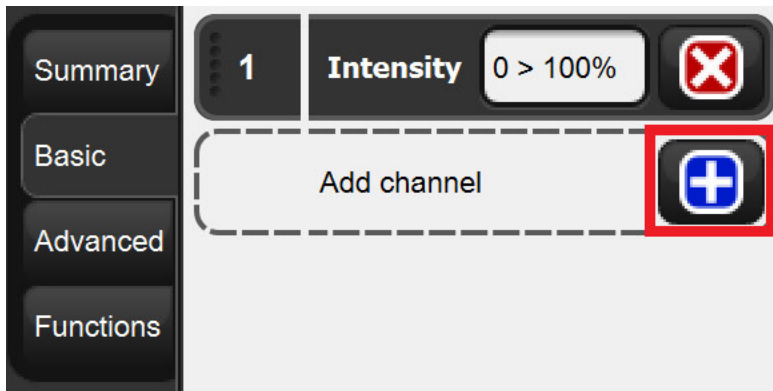 Summary
Basic
Advanced
Functions
1 Intensity 0 > 100%
Add channel